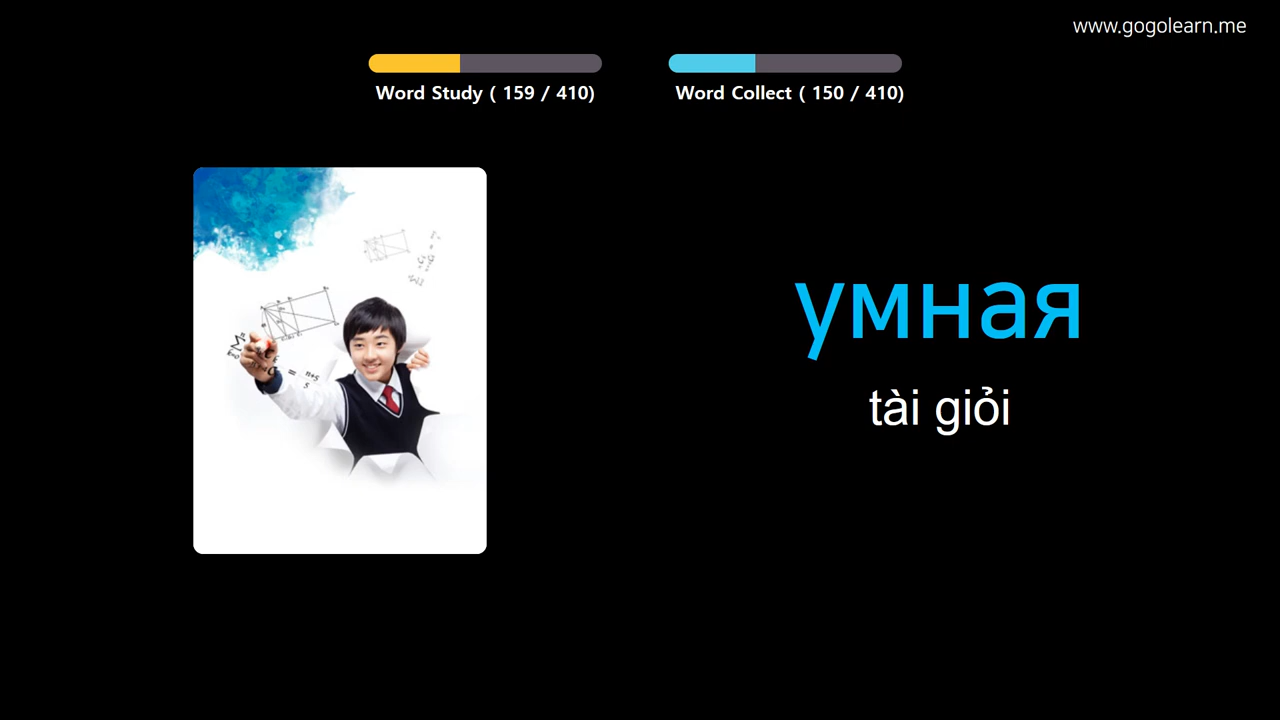 www.gogolearn.me
Word Study ( 159 / 410)
Word Collect ( 150 / 410)
умная
tài giỏi